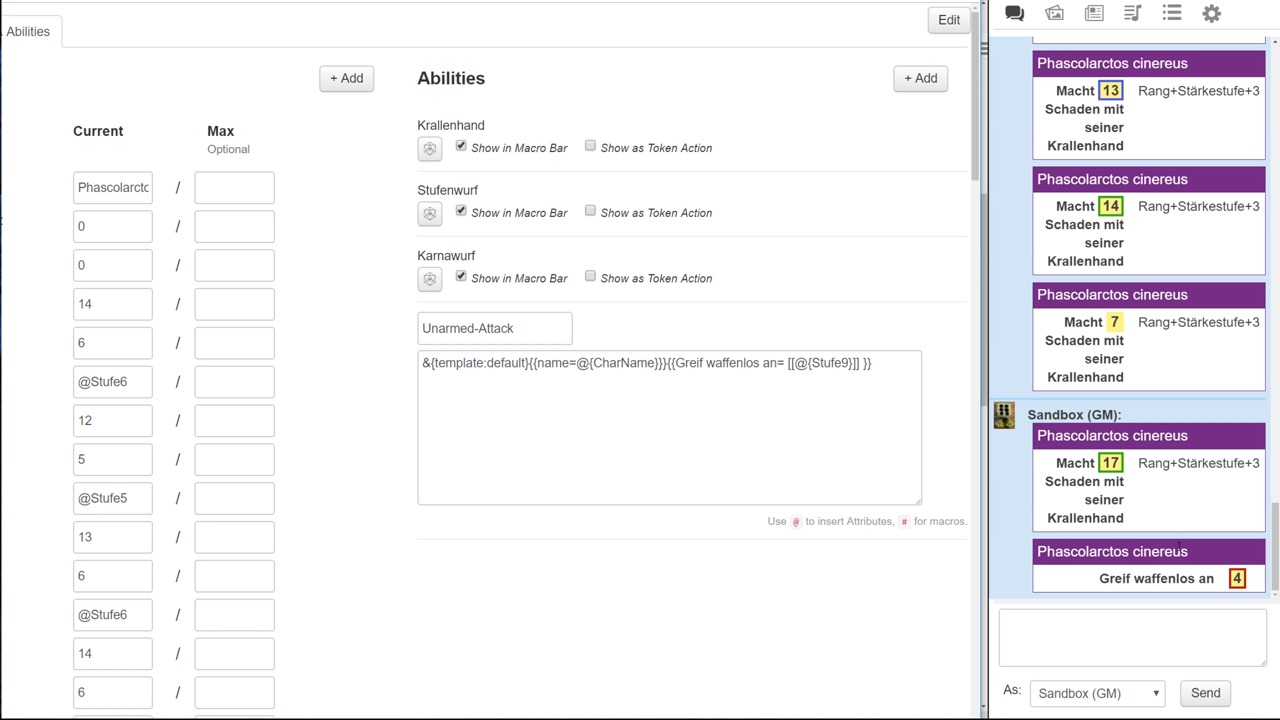 Abilities
Edit
+ Add
Abilities
+ Add
Current
Max
Optional
Phascolarctc
/
0
/
0
/
14
/
6
/
@Stufe6
/
12
/
5
/
@Stufe5
/
13
/
6
/
@Stufe6
/
14
/
6
/
Krallenhand
Show in Macro Bar
Show as Token Action
Stufenwurf
Show in Macro Bar
Show as Token Action
Karnawurf
Show in Macro Bar
Show as Token Action
Unarmed-Attack
&{template:default}{{name=@{CharName}}}{{Greif waffenlos an= [[@{Stufe9}]] }}
Use @ to insert Attributes, # for macros.
Phascolarctos cinereus
Macht 13 Rang+Stärkestufe+3
Schaden mit
seiner
Krallenhand
Phascolarctos cinereus
Macht 14 Rang+Stärkestufe+3
Schaden mit
seiner
Krallenhand
Phascolarctos cinereus
Macht 7 Rang+Stärkestufe+3
Schaden mit
seiner
Krallenhand
Sandbox (GM):
Phascolarctos cinereus
Macht 17 Rang+Stärkestufe+3
Schaden mit
seiner
Krallenhand
Phascolarctos cinereus
Greif waffenlos an 4
As: Sandbox (GM) Send